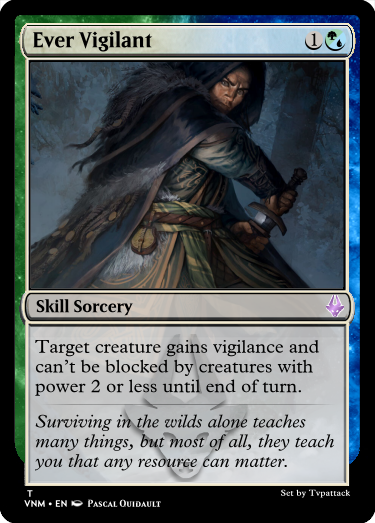 Ever Vigilant 1
Skill Sorcery
Target creature gains vigilance and
can't be blocked by creatures with
power 2 or less until end of turn.
Surviving in the wilds alone teaches
many things, but most of all, they teach
you that any resource can matter.
T
VNM • EN Pascal Quidault
Set by Tvpattack